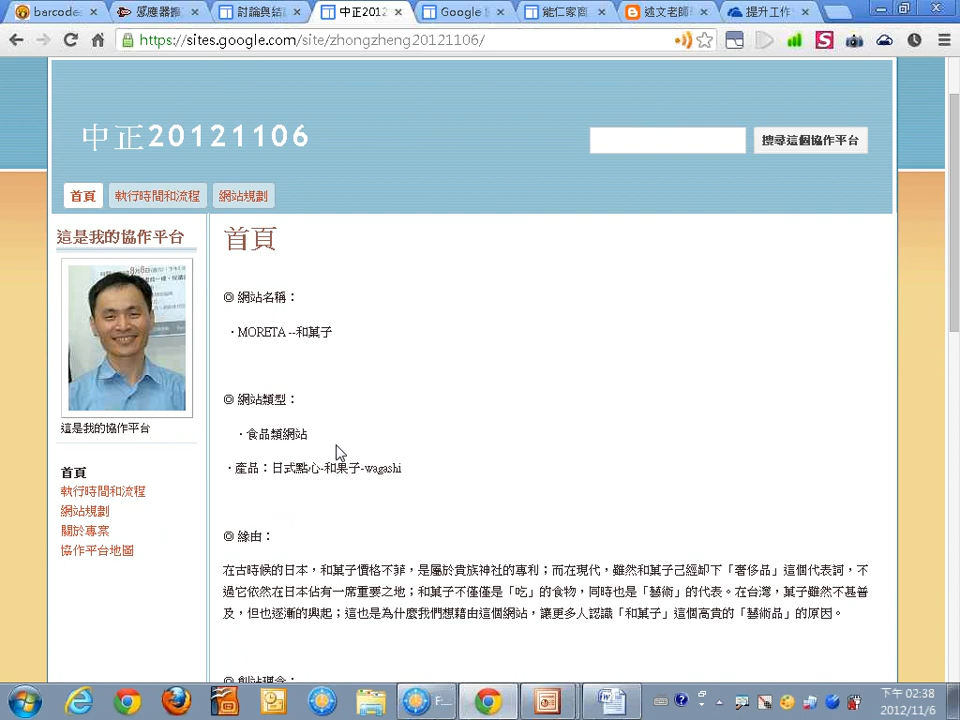 barcode
感應器
討論與結
中正2012
Google
能仁家商
述文老師
提升工作
https://sites.google.com/site/zhongzheng20121106/
中正20121106
搜尋這個協作平台
首頁 執行時間和流程 網站規劃
這是我的協作平台
這是我的協作平台
首頁
執行時間和流程
網站規劃
關於專案
協作平台地圖
首頁
◎ 網站名稱：
・MORETA --和菓子
◎ 網站類型：
・食品類網站
・產品：日式點心-和果子-wagashi
◎ 緣由：
在古時候的日本，和菓子價格不菲，是屬於貴族神社的專利；而在現代，雖然和菓子己經卸下「奢侈品」這個代表詞，不
過它依然在日本佔有一席重要之地；和菓子不僅僅是「吃」的食物，同時也是「藝術」的代表。在台灣，菓子雖然不甚普
及，但也逐漸的興起；這也是為什麼我們想藉由這個網站，讓更多人認識「和菓子」這個高貴的「藝術品」的原因。
◎ 創站理念：
F...
下午 02:38
2012/11/6